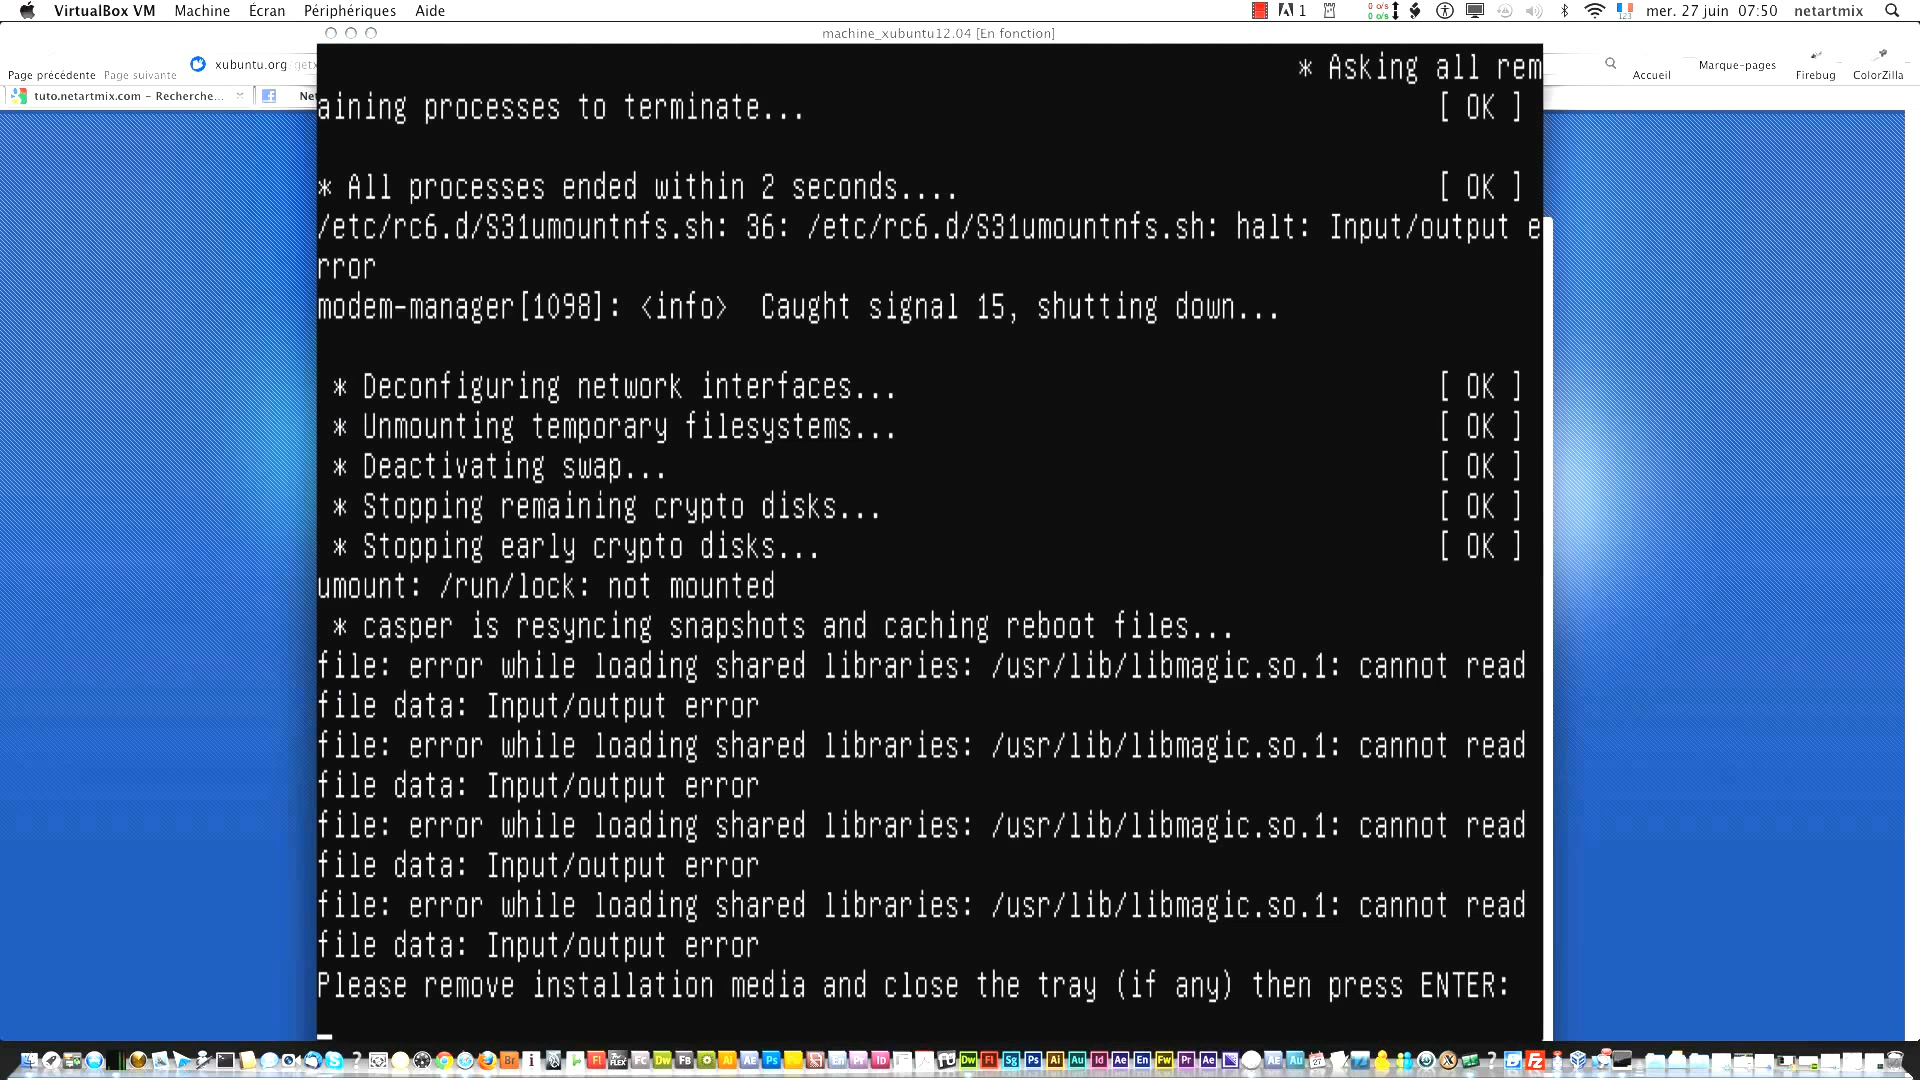 VirtualBox VM Machine Écran Périphériques Aide 1 mer. 27 juin 07:50 netartmix
machine_xubuntu12.04 [En fonction]
Page précédente Page suivante xubuntu.org/getx Accueil Marque-pages Firebug ColorZilla
tuto.netartmix.com - Recherche... Net
* Asking all rem
aining processes to terminate... [ OK ]
* All processes ended within 2 seconds.... [ OK ]
/etc/rc6.d/S31umountnfs.sh: 36: /etc/rc6.d/S31umountnfs.sh: halt: Input/output e
rror
modem-manager[1098]: <info>  Caught signal 15, shutting down...
* Deconfiguring network interfaces... [ OK ]
* Unmounting temporary filesystems... [ OK ]
* Deactivating swap... [ OK ]
* Stopping remaining crypto disks... [ OK ]
* Stopping early crypto disks... [ OK ]
umount: /run/lock: not mounted
* casper is resyncing snapshots and caching reboot files...
file: error while loading shared libraries: /usr/lib/libmagic.so.1: cannot read
file data: Input/output error
file: error while loading shared libraries: /usr/lib/libmagic.so.1: cannot read
file data: Input/output error
file: error while loading shared libraries: /usr/lib/libmagic.so.1: cannot read
file data: Input/output error
file: error while loading shared libraries: /usr/lib/libmagic.so.1: cannot read
file data: Input/output error
Please remove installation media and close the tray (if any) then press ENTER: